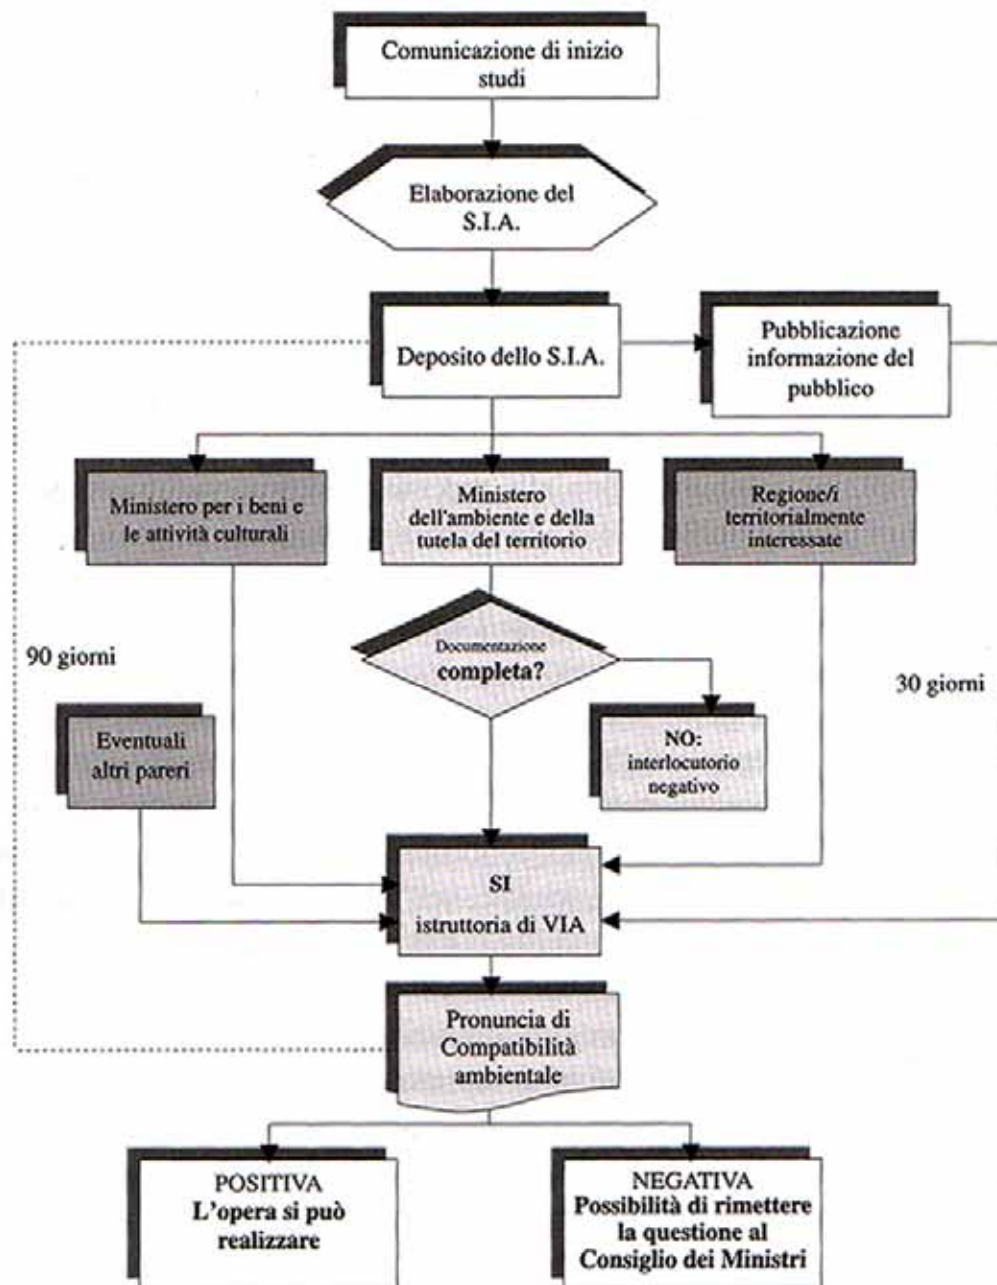 Comunicazione di inizio
studi
Elaborazione del
S.I.A.
Deposito dello S.I.A.
Pubblicazione
informazione del
pubblico
Ministero per i beni e
le attività culturali
Ministero
dell'ambiente e della
tutela del territorio
Regione/i
territorialmente
interessate
90 giorni
Documentazione
completa?
30 giorni
Eventuali
altri pareri
NO:
interlocutorio
negativo
SI
istruttoria di VIA
Pronuncia di
Compatibilità
ambientale
POSITIVA
L'opera si può
realizzare
NEGATIVA
Possibilità di rimettere
la questione al
Consiglio dei Ministri